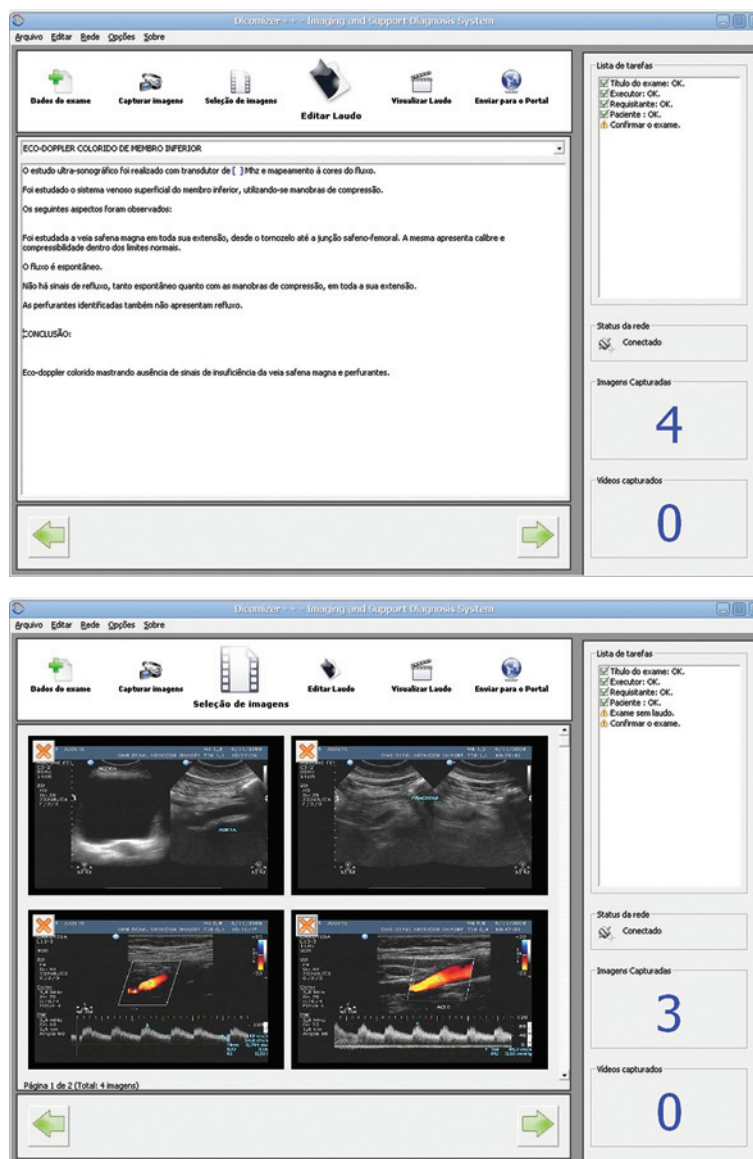 Dicomizer++ - Imaging and Support Diagnosis System
Arquivo Editar Rede Opções Sobre
Dados do exame
Capturar imagens
Seleção de imagens
Editar Laudo
Visualizar Laudo
Enviar para o Portal
ECO-DOPPLER COLORIDO DE MEMBRO INFERIOR
O estudo ultra-sonográfico foi realizado com transdutor de [ ] Mhz e mapeamento à cores do fluxo.
Foi estudado o sistema venoso superficial do membro inferior, utilizando-se manobras de compressão.
Os seguintes aspectos foram observados:
Foi estudada a veia safena magna em toda sua extensão, desde o tornozelo até a junção safeno-femoral. A mesma apresenta calibre e
compressibilidade dentro dos limites normais.
O fluxo é espontâneo.
Não há sinais de refluxo, tanto espontâneo quanto com as manobras de compressão, em toda a sua extensão.
As perfurantes identificadas também não apresentam refluxo.
CONCLUSÃO:
Eco-doppler colorido mastrando ausência de sinais de insuficiência da veia safena magna e perfurantes.
Lista de tarefas
Título do exame: OK.
Executor: OK.
Requisitante: OK.
Paciente : OK.
Confirmar o exame.
Status da rede
Conectado
Imagens Capturadas
4
Vídeos capturados
0
Dicomizer++ - Imaging and Support Diagnosis System
Arquivo Editar Rede Opções Sobre
Dados do exame
Capturar imagens
Seleção de imagens
Editar Laudo
Visualizar Laudo
Enviar para o Portal
AORTA
PANCREAS
Página 1 de 2 (Total: 4 imagens)
Lista de tarefas
Título do exame: OK.
Executor: OK.
Requisitante: OK.
Paciente : OK.
Exame sem laudo.
Confirmar o exame.
Status da rede
Conectado
Imagens Capturadas
3
Vídeos capturados
0